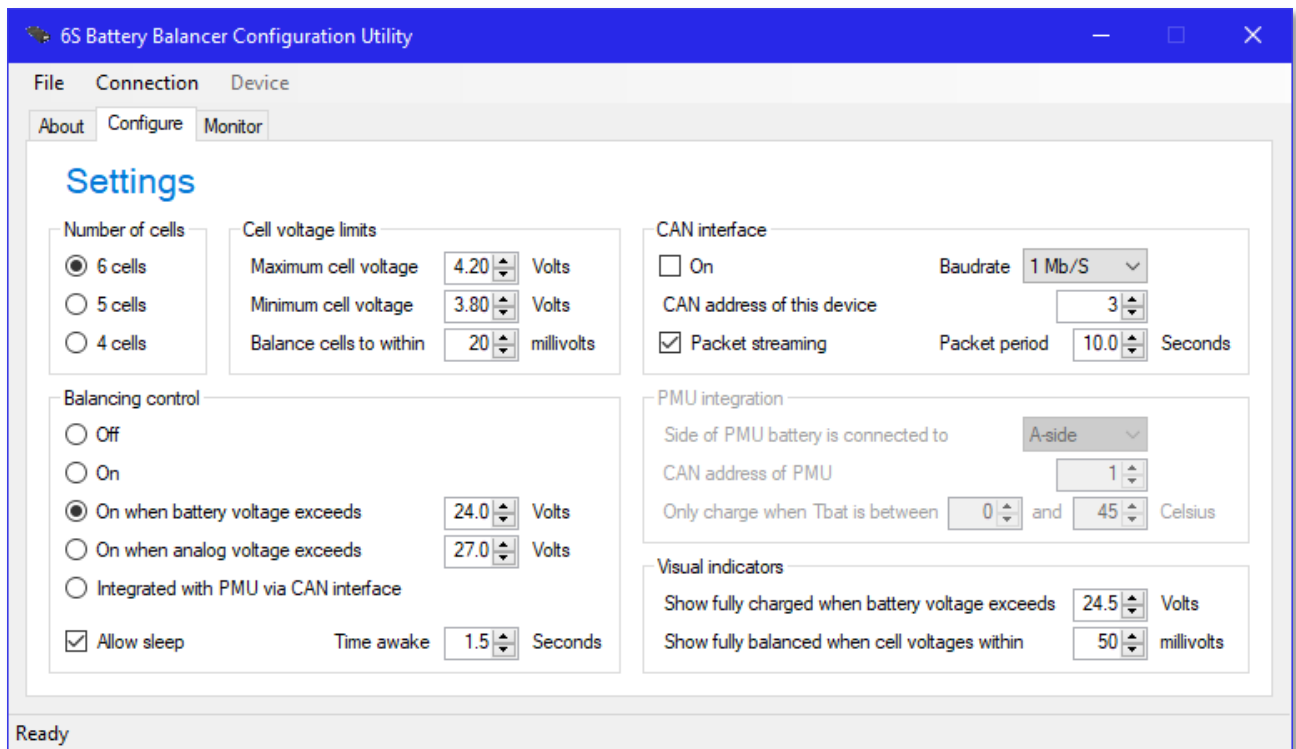 6S Battery Balancer Configuration Utility
File Connection Device
About Configure Monitor
Settings
Number of cells
6 cells
5 cells
4 cells
Cell voltage limits
Maximum cell voltage 4.20 Volts
Minimum cell voltage 3.80 Volts
Balance cells to within 20 millivolts
CAN interface
On Baudrate 1 Mb/S
CAN address of this device 3
Packet streaming Packet period 10.0 Seconds
Balancing control
Off
On
On when battery voltage exceeds 24.0 Volts
On when analog voltage exceeds 27.0 Volts
Integrated with PMU via CAN interface
Allow sleep Time awake 1.5 Seconds
PMU integration
Side of PMU battery is connected to A-side
CAN address of PMU 1
Only charge when Tbat is between 0 and 45 Celsius
Visual indicators
Show fully charged when battery voltage exceeds 24.5 Volts
Show fully balanced when cell voltages within 50 millivolts
Ready